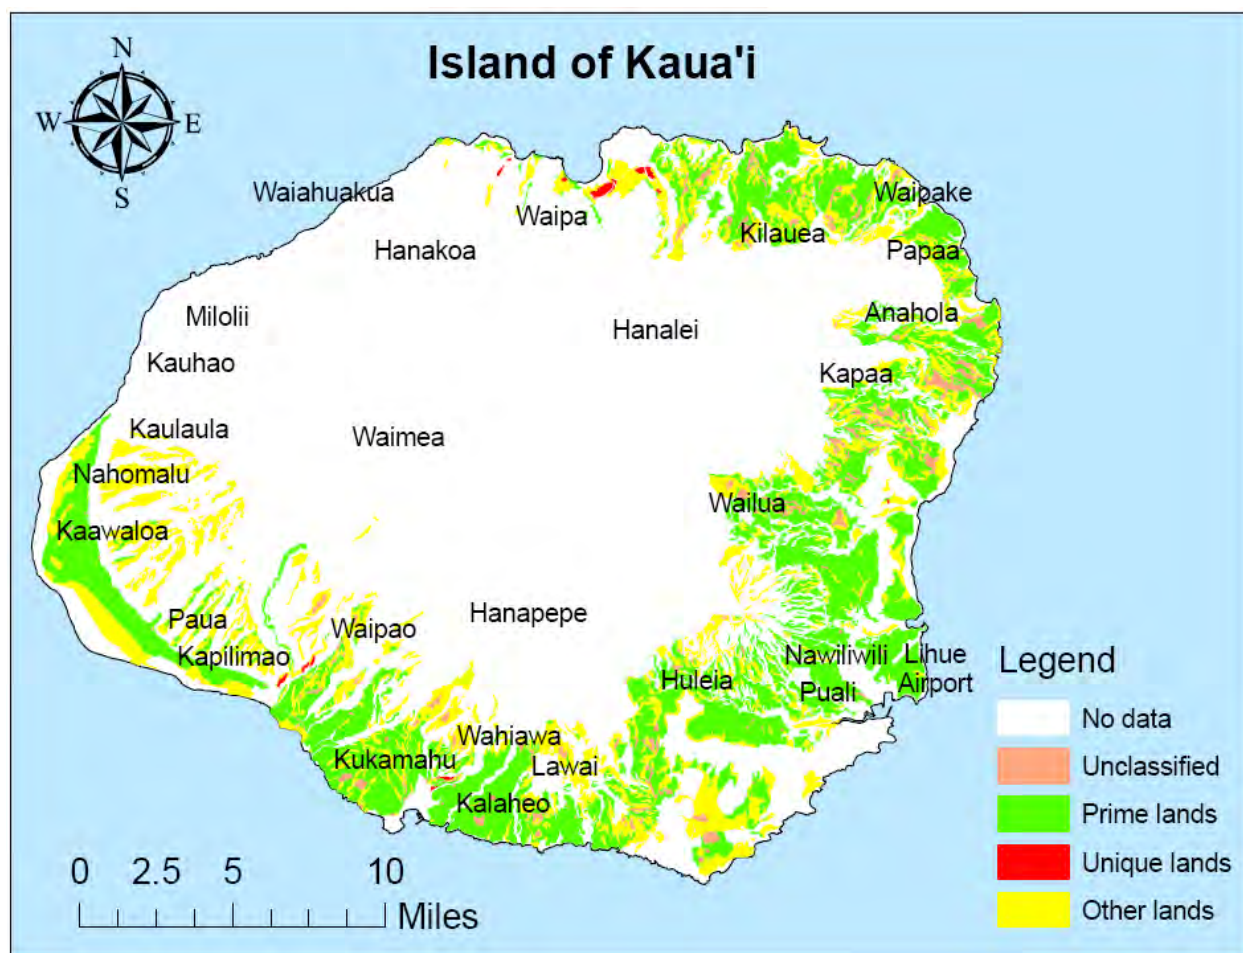 Island of Kaua'i
N
W
E
S
Waiahuakua
Waipa
Waipake
Kilauea
Hanakoa
Papaa
Milolii
Hanalei
Anahola
Kauhao
Kapaa
Kaulaula
Waimea
Nahomalu
Wailua
Kaawaloa
Paua
Waipao
Hanapepe
Kapilimao
Nawiliwili
Lihue
Airport
Huleia
Puali
Wahiawa
Kukamahu
Lawai
Kalaheo
Legend
No data
Unclassified
Prime lands
Unique lands
Other lands
0 2.5 5 10
Miles